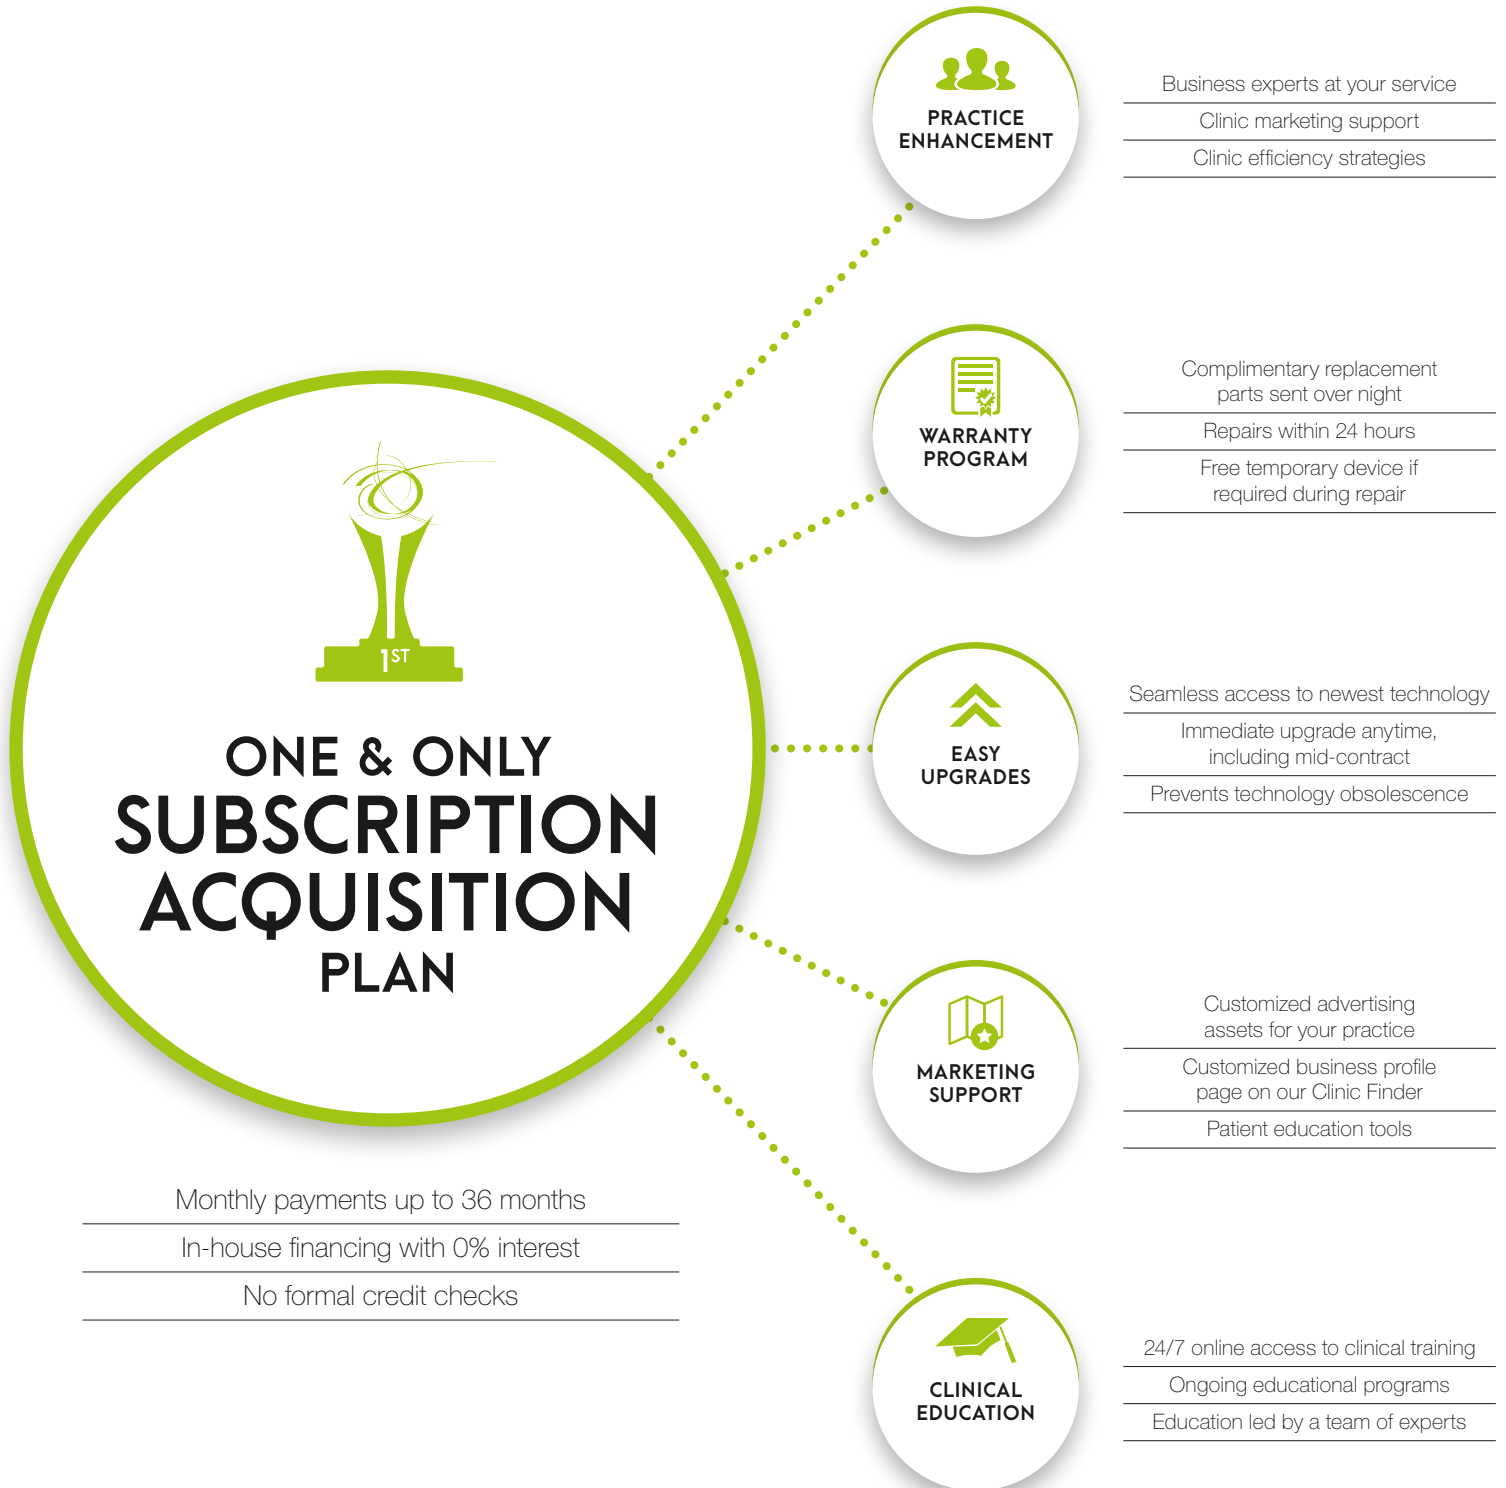 1ST
ONE & ONLY
SUBSCRIPTION
ACQUISITION
PLAN
Monthly payments up to 36 months
In-house financing with 0% interest
No formal credit checks
PRACTICE
ENHANCEMENT
Business experts at your service
Clinic marketing support
Clinic efficiency strategies
WARRANTY
PROGRAM
Complimentary replacement
parts sent over night
Repairs within 24 hours
Free temporary device if
required during repair
EASY
UPGRADES
Seamless access to newest technology
Immediate upgrade anytime,
including mid-contract
Prevents technology obsolescence
MARKETING
SUPPORT
Customized advertising
assets for your practice
Customized business profile
page on our Clinic Finder
Patient education tools
CLINICAL
EDUCATION
24/7 online access to clinical training
Ongoing educational programs
Education led by a team of experts